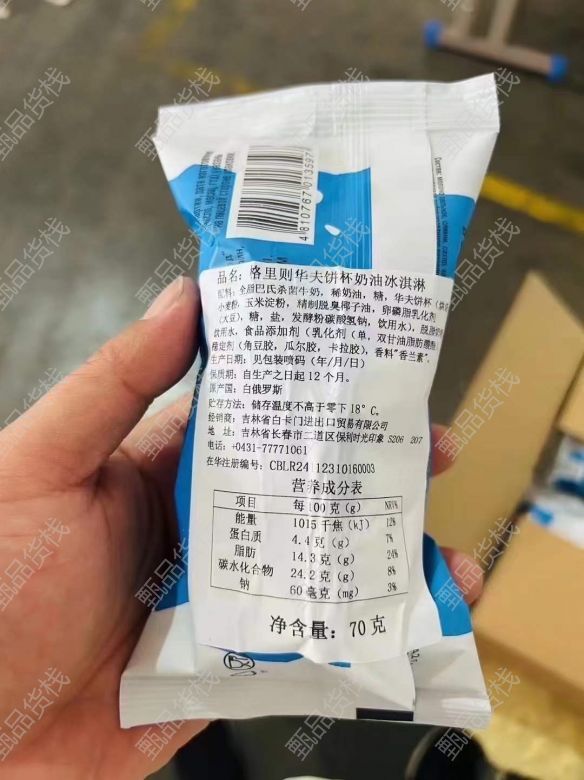 4810767013597
品名：格里则华夫饼杯奶油冰淇淋
配料：全脂巴氏杀菌牛奶，稀奶油，糖，华夫饼杯（
小麦粉，玉米淀粉，精制脱臭椰子油，卵磷脂乳化剂
（大豆），糖，盐，发酵粉碳酸氢钠，饮用水），脱脂
饮用水，食品添加剂（乳化剂（单，双甘油脂肪酸酯
稳定剂（角豆胶，瓜尔胶，卡拉胶），香料"香兰素"。
生产日期：见包装喷码（年/月/日）
保质期：自生产之日起12个月。
原产国：白俄罗斯
贮存方法：储存温度不高于零下18°C。
经销商：吉林省白卡门进出口贸易有限公司
地 址：吉林省长春市二道区保利时光印象 S206 207
电话：+0431-77771061
在华注册编号：CBLR24 12310160003
营养成分表
项目 每100克(g) NRV%
能量 1015千焦(kJ) 12%
蛋白质 4.4克(g) 7%
脂肪 14.3克(g) 24%
碳水化合物 24.2克(g) 8%
钠 60毫克(mg) 3%
净含量：70克
甄品货栈